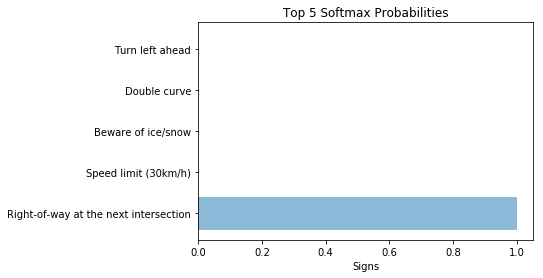 Top 5 Softmax Probabilities
Turn left ahead
Double curve
Beware of ice/snow
Speed limit (30km/h)
Right-of-way at the next intersection
0.0 0.2 0.4 0.6 0.8 1.0
Signs